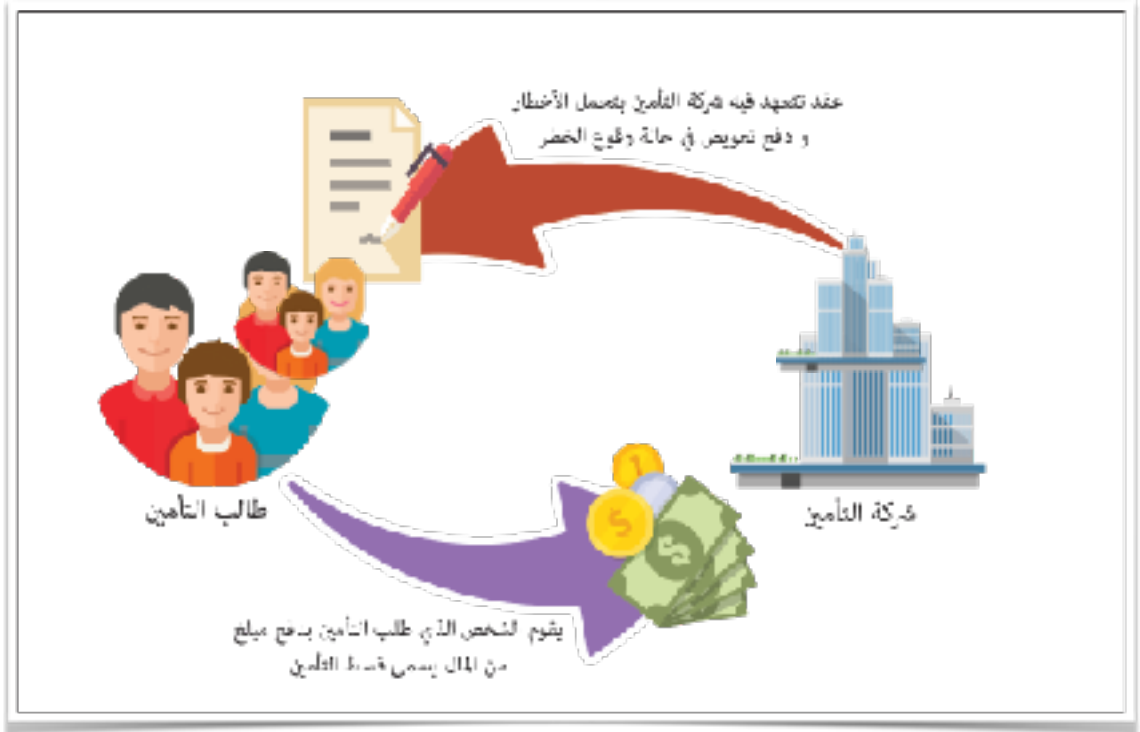 عقد تتعهد فيه شركة التأمين بتحمل الأخطار
و دفع تعويض في حالة وقوع الخطر
طالب التأمين
شركة التأمين
يقوم الشخص الذي طلب التأمين بدفع مبلغ
من المال يسمى قسط التأمين